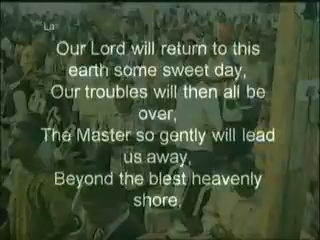 La
Our Lord will return to this
earth some sweet day,
Our troubles will then all be
over,
The Master so gently will lead
us away,
Beyond the blest heavenly
shore.